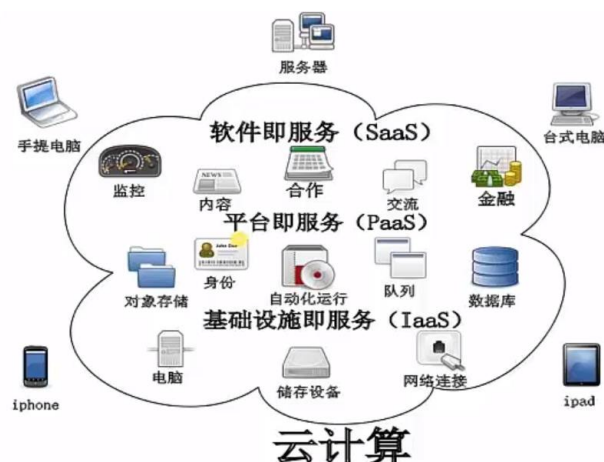 服务器
手提电脑
台式电脑
软件即服务（SaaS）
监控
NEWS
内容
合作
交流
金融
平台即服务（PaaS）
John Doe
对象存储
身份
自动化运行
队列
数据库
基础设施即服务（IaaS）
电脑
储存设备
网络连接
iphone
ipad
云计算